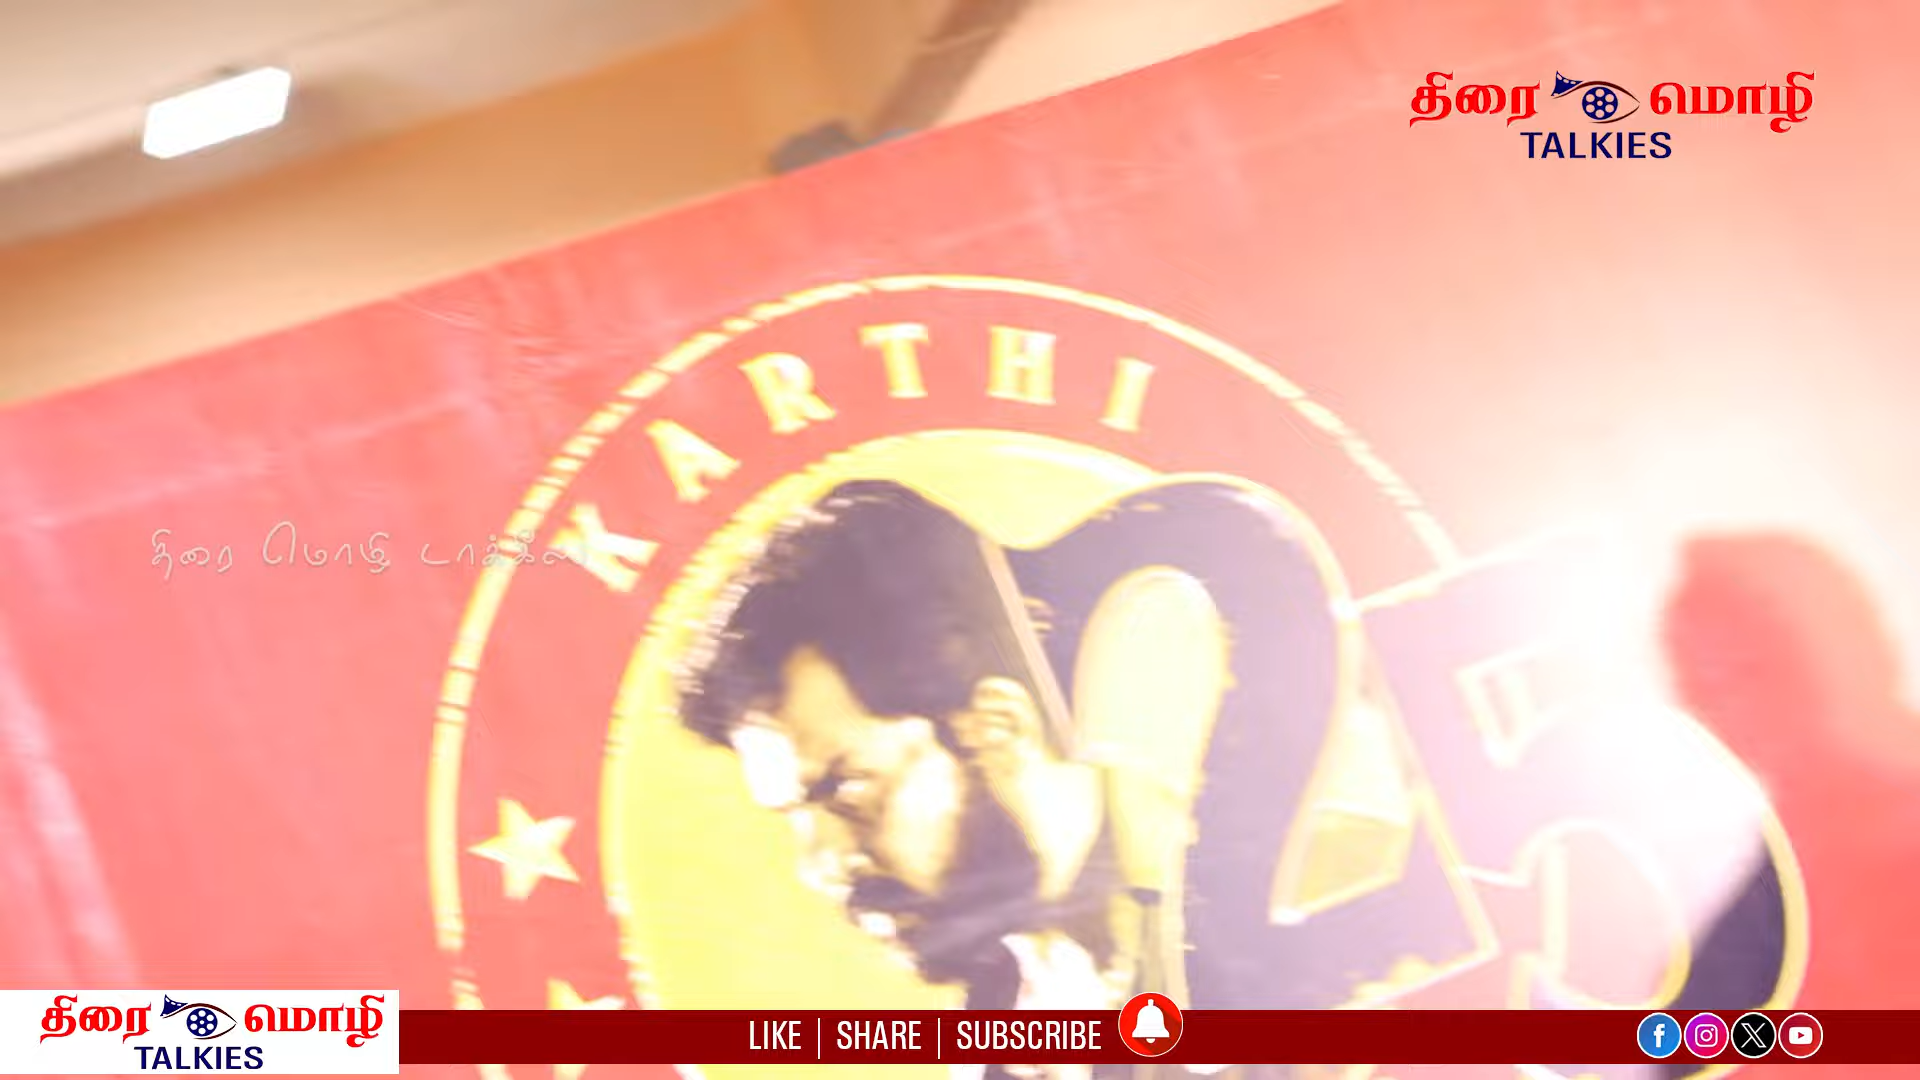 திரை மொழி
TALKIES
KARTHI
திரை மொழி டாக்கீஸ்
திரை மொழி
TALKIES
LIKE | SHARE | SUBSCRIBE